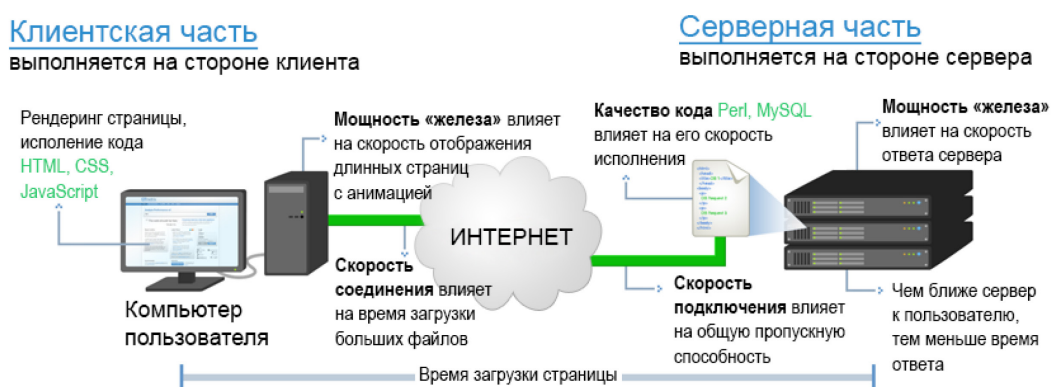 Клиентская часть
выполняется на стороне клиента
Серверная часть
выполняется на стороне сервера
Рендеринг страницы,
исполение кода
HTML, CSS,
JavaScript
Мощность «железа» влияет
на скорость отображения
длинных страниц
с анимацией
Качество кода Perl, MySQL
влияет на его скорость
исполнения
Мощность «железа»
влияет на скорость
ответа сервера
ИНТЕРНЕТ
Компьютер
пользователя
Скорость
соединения влияет
на время загрузки
больших файлов
Скорость
подключения влияет
на общую пропускную
способность
Чем ближе сервер
к пользователю,
тем меньше время
ответа
Время загрузки страницы